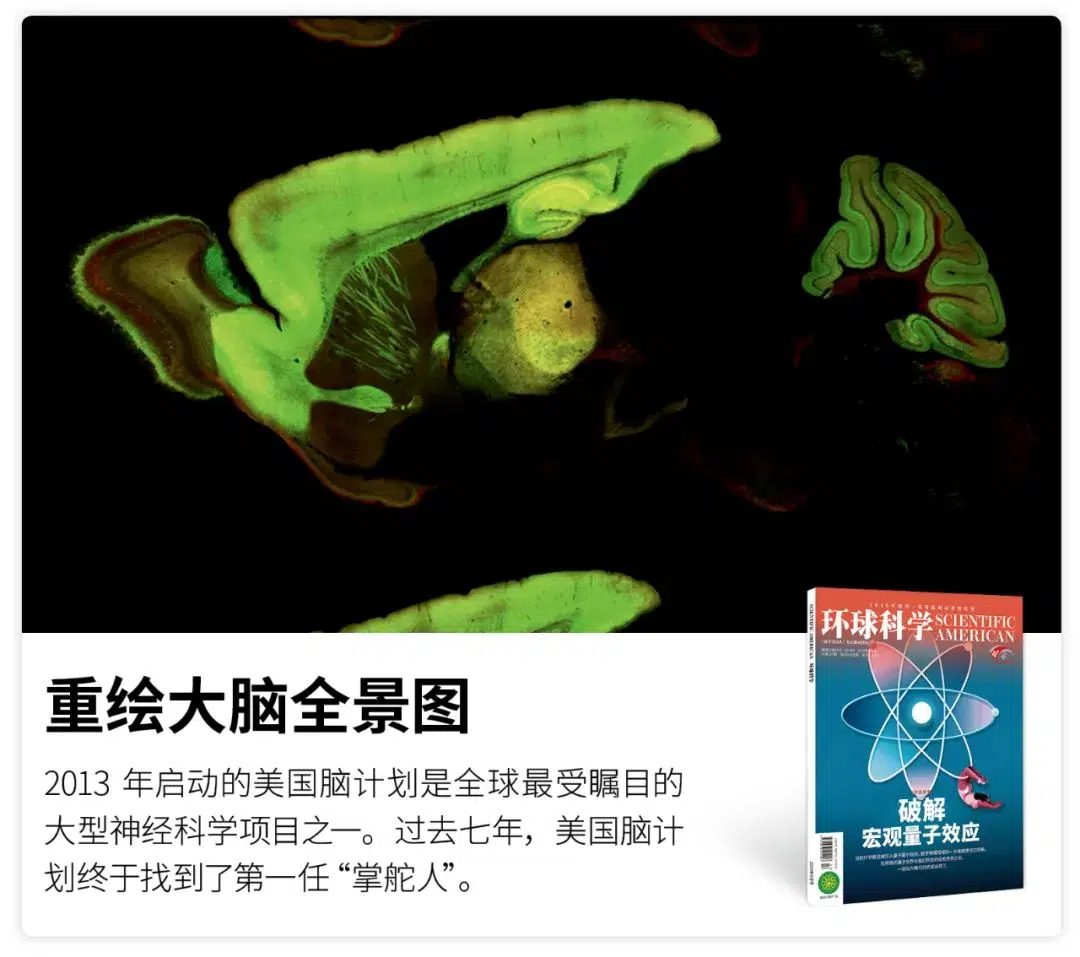 重绘大脑全景图
2013 年启动的美国脑计划是全球最受瞩目的
大型神经科学项目之一。过去七年，美国脑计
划终于找到了第一任“掌舵人”。
环球科学
SCIENTIFIC
AMERICAN
破解
宏观量子效应